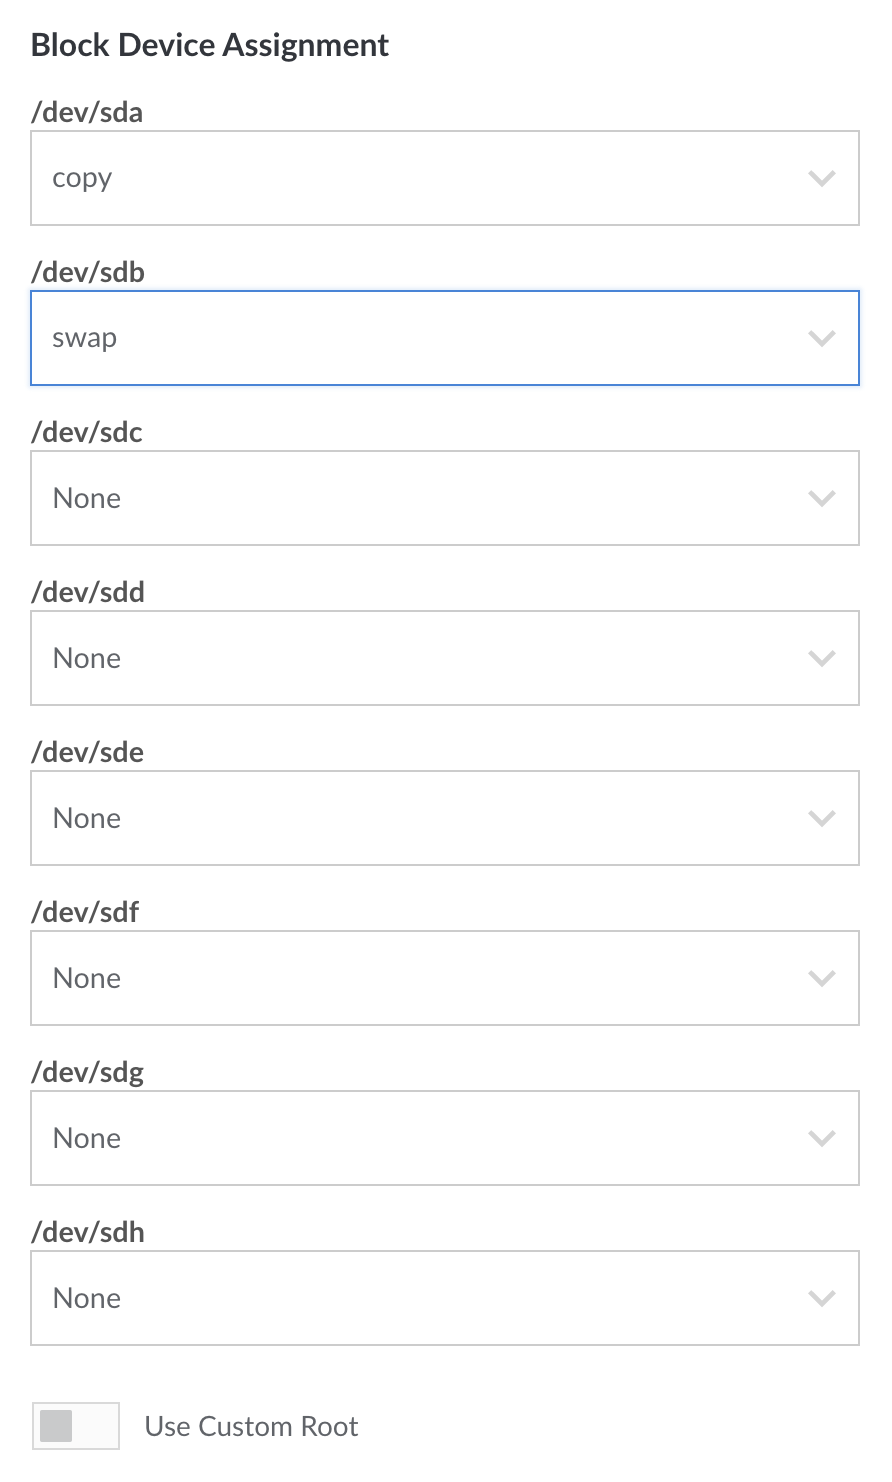 Block Device Assignment
/dev/sda
copy
/dev/sdb
swap
/dev/sdc
None
/dev/sdd
None
/dev/sde
None
/dev/sdf
None
/dev/sdg
None
/dev/sdh
None
Use Custom Root